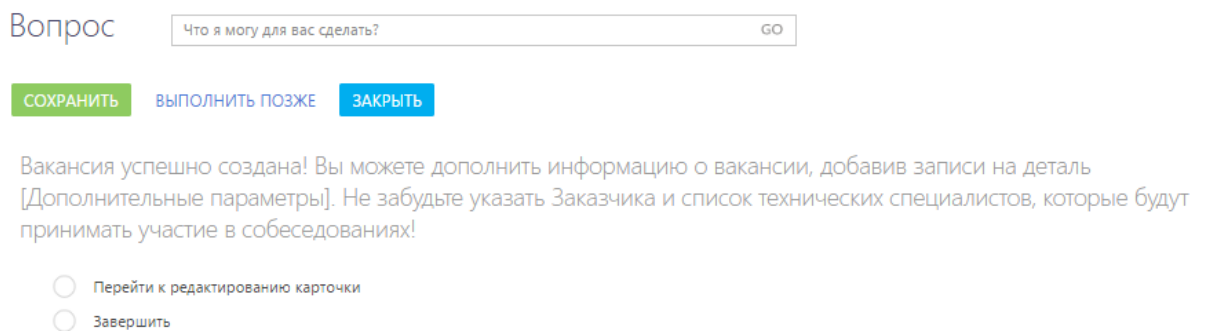 Вопрос
Что я могу для вас сделать? GO
СОХРАНИТЬ ВЫПОЛНИТЬ ПОЗЖЕ ЗАКРЫТЬ
Вакансия успешно создана! Вы можете дополнить информацию о вакансии, добавив записи на деталь
[Дополнительные параметры]. Не забудьте указать Заказчика и список технических специалистов, которые будут
принимать участие в собеседованиях!
Перейти к редактированию карточки
Завершить